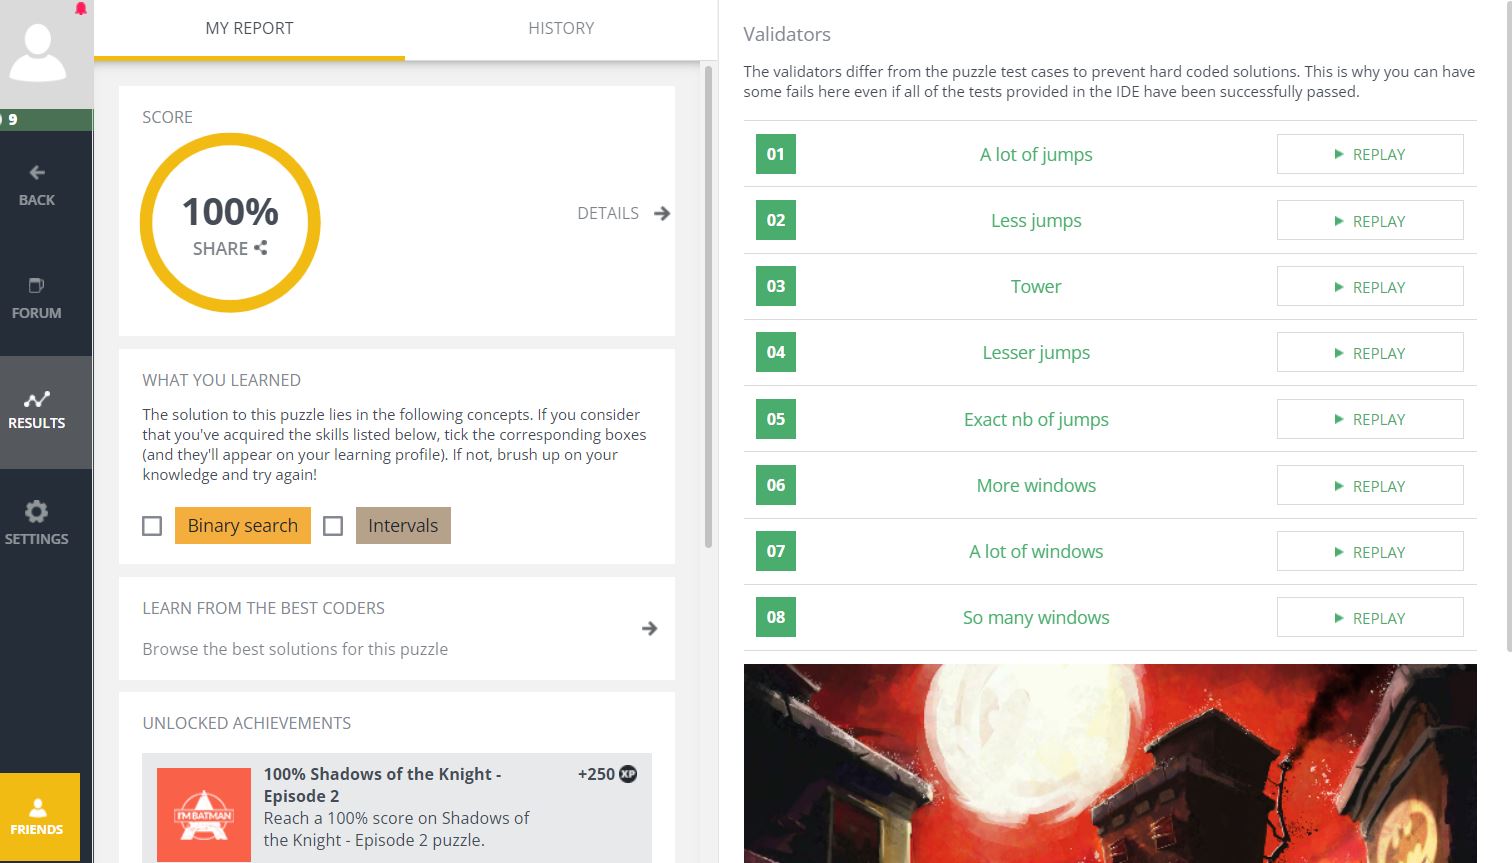 9
BACK
FORUM
RESULTS
SETTINGS
FRIENDS
MY REPORT
HISTORY
SCORE
100%
SHARE
DETAILS
WHAT YOU LEARNED
The solution to this puzzle lies in the following concepts. If you consider
that you've acquired the skills listed below, tick the corresponding boxes
(and they'll appear on your learning profile). If not, brush up on your
knowledge and try again!
Binary search
Intervals
LEARN FROM THE BEST CODERS
Browse the best solutions for this puzzle
UNLOCKED ACHIEVEMENTS
I'M BATMAN
100% Shadows of the Knight -
Episode 2
+250 XP
Reach a 100% score on Shadows of
the Knight - Episode 2 puzzle.
Validators
The validators differ from the puzzle test cases to prevent hard coded solutions. This is why you can have
some fails here even if all of the tests provided in the IDE have been successfully passed.
01 A lot of jumps REPLAY
02 Less jumps REPLAY
03 Tower REPLAY
04 Lesser jumps REPLAY
05 Exact nb of jumps REPLAY
06 More windows REPLAY
07 A lot of windows REPLAY
08 So many windows REPLAY